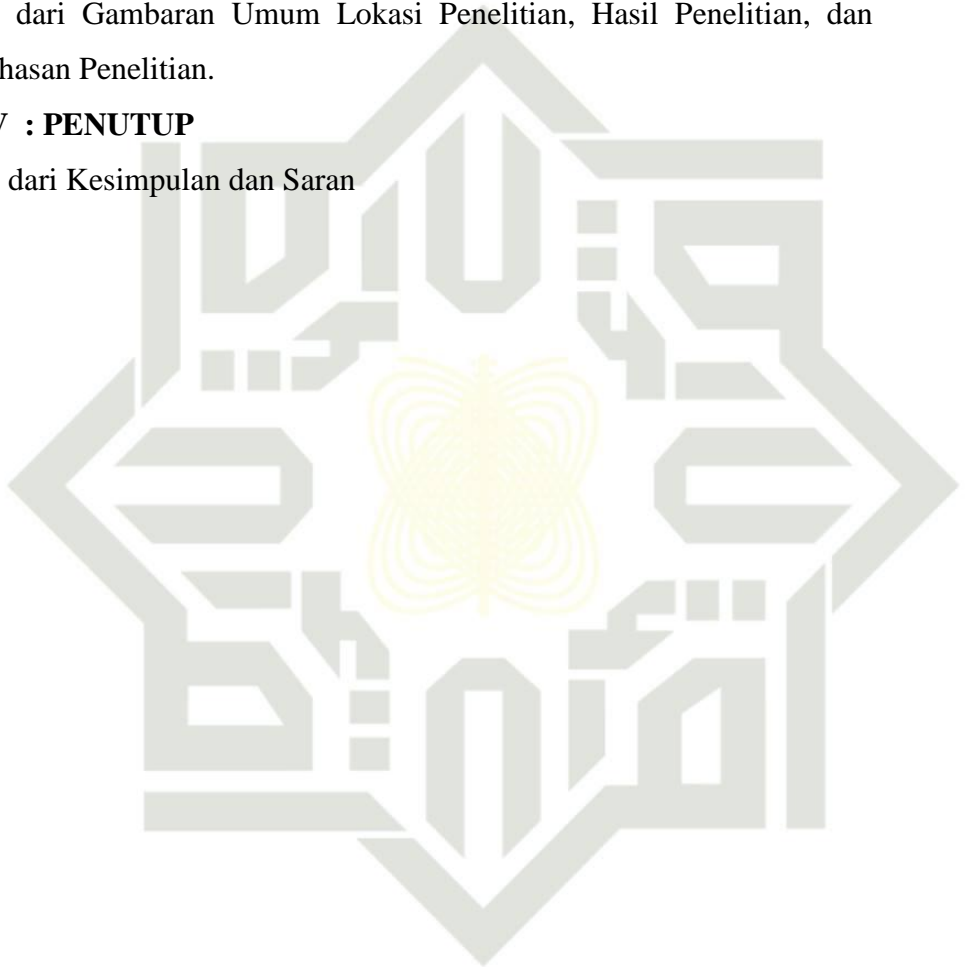 dari Gambaran Umum Lokasi Penelitian, Hasil Penelitian, dan
hasan Penelitian.
: PENUTUP
dari Kesimpulan dan Saran